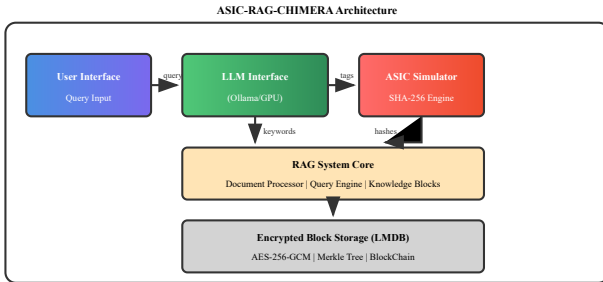 ASIC-RAG-CHIMERA Architecture
User Interface
Query Input
query
LLM Interface
(Ollama/GPU)
tags
ASIC Simulator
SHA-256 Engine
keywords
hashes
RAG System Core
Document Processor | Query Engine | Knowledge Blocks
Encrypted Block Storage (LMDB)
AES-256-GCM | Merkle Tree | BlockChain